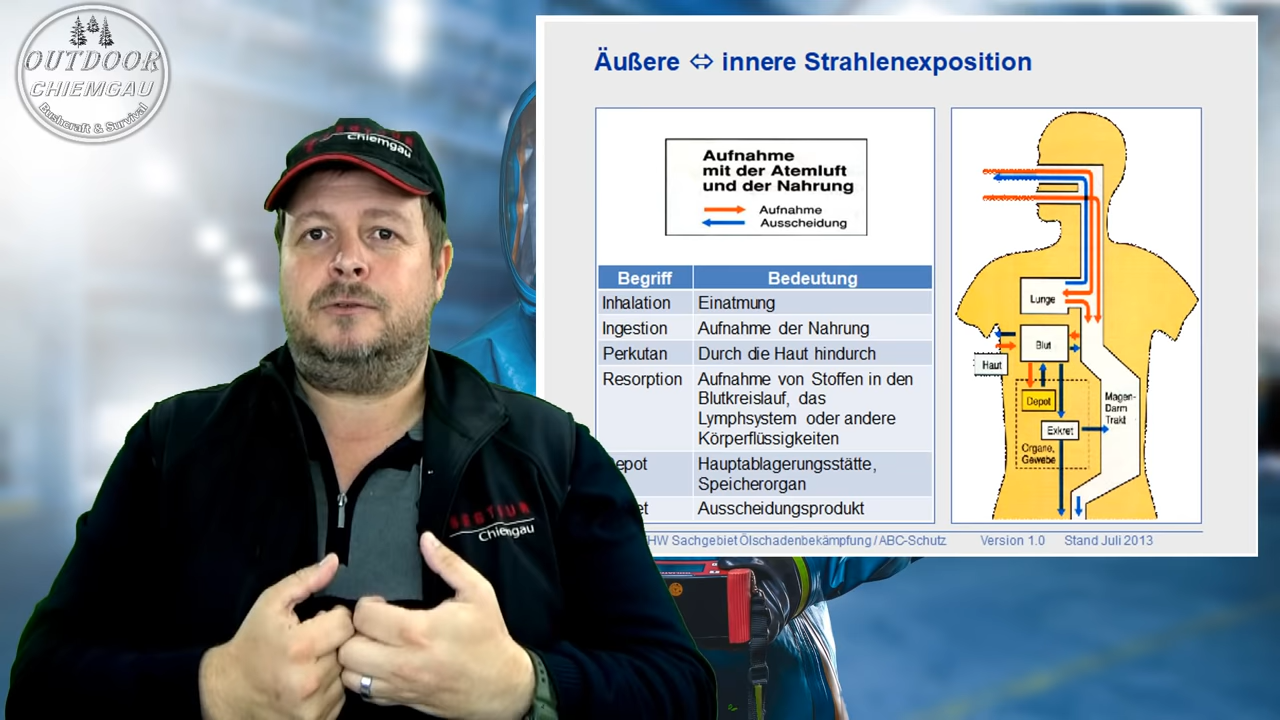 OUTDOOR
CHIEMGAU
Bushcraft & Survival
Chiemgau
Chiemgau
Äußere ⇔ innere Strahlenexposition
Aufnahme
mit der Atemluft
und der Nahrung
Aufnahme
Ausscheidung
Begriff Bedeutung
Inhalation Einatmung
Ingestion Aufnahme der Nahrung
Perkutan Durch die Haut hindurch
Resorption Aufnahme von Stoffen in den
Blutkreislauf, das
Lymphsystem oder andere
Körperflüssigkeiten
epot Hauptablagerungsstätte,
Speicherorgan
et Ausscheidungsprodukt
Lunge
Blut
Haut
Depot
Magen-
Darm
Trakt
Exkret
Organe,
Gewebe
HW Sachgebiet Ölschadenbekämpfung / ABC-Schutz Version 1.0 Stand Juli 2013